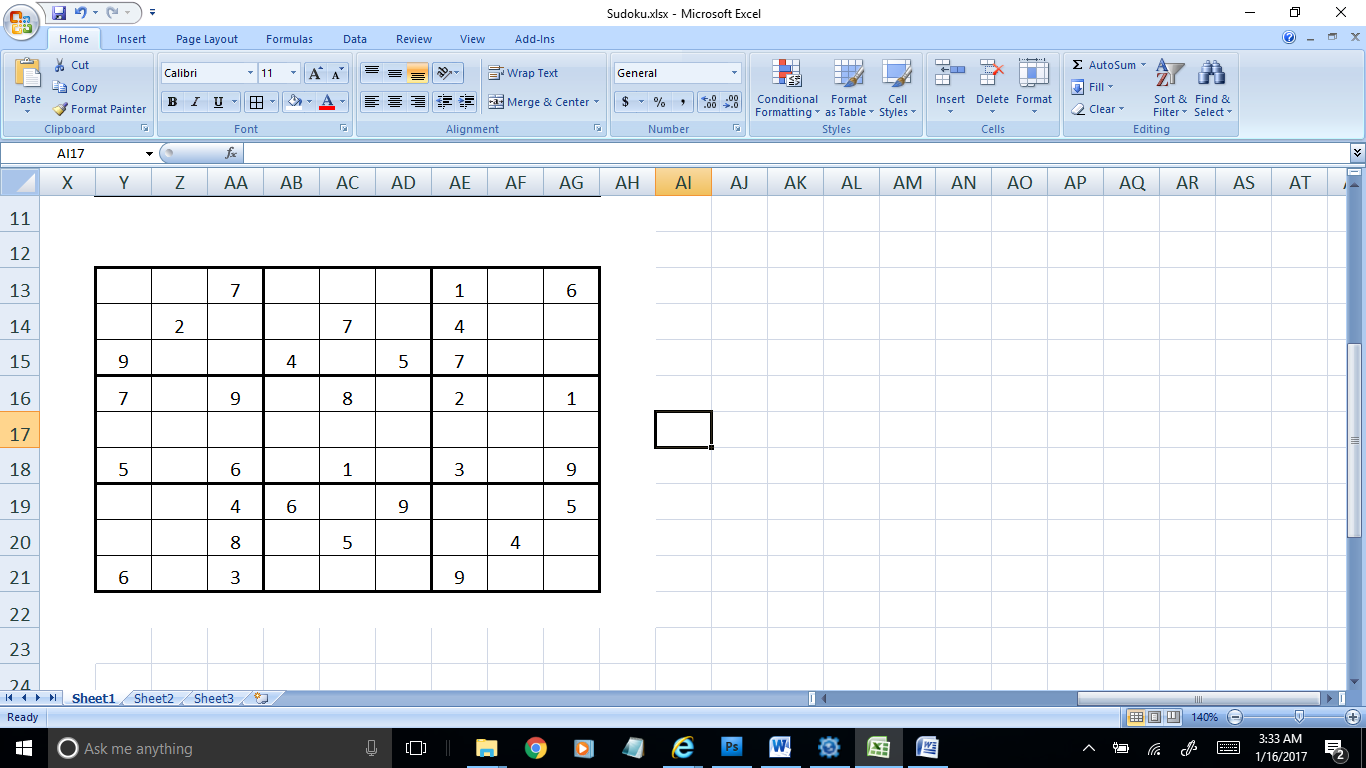 Sudoku.xlsx - Microsoft Excel
Home Insert Page Layout Formulas Data Review View Add-Ins
Paste
Cut
Copy
Format Painter
Clipboard
Calibri 11 A A
B I U A
Font
Wrap Text
Merge & Center
Alignment
General
$ % , .0 .00 .00 .0
Number
Conditional Formatting
Format as Table
Cell Styles
Styles
Insert Delete Format
Cells
Σ AutoSum
Fill
Clear
Sort & Filter
Find & Select
Editing
AI17 fx
X Y Z AA AB AC AD AE AF AG AH AI AJ AK AL AM AN AO AP AQ AR AS AT
11
12
13 7 1 6
14 2 7 4
15 9 4 5 7
16 7 9 8 2 1
17
18 5 6 1 3 9
19 4 6 9 5
20 8 5 4
21 6 3 9
22
23
24
Sheet1 Sheet2 Sheet3
Ready 140%
Ask me anything
3:33 AM
1/16/2017
2